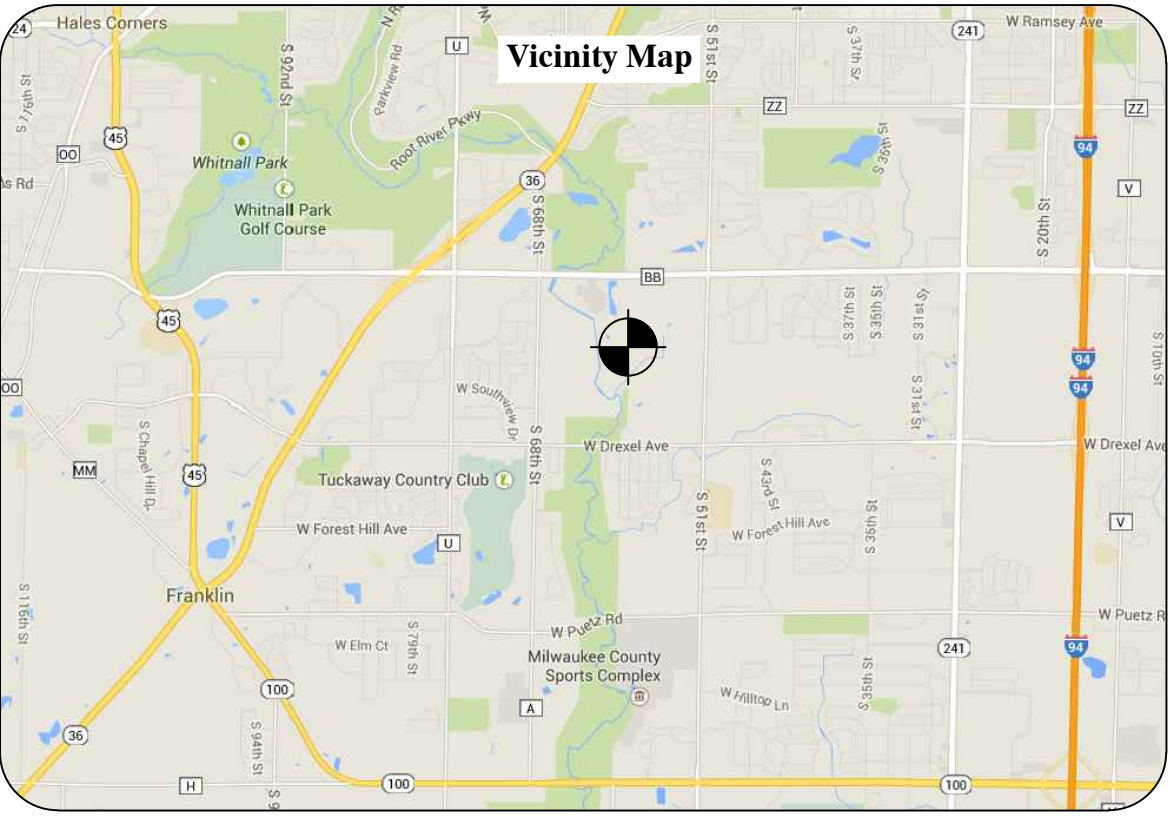 24
Hales Corners
N R
W
U
Vicinity Map
S 51st St
S 37th St
241
W Ramsey Ave
S 92nd St
Parkview Rd
ZZ
ZZ
45
OO
Root River Pkwy
Whitnall Park
S 35th St
94
36
V
Whitnall Park
Golf Course
S 68th St
S 20th St
BB
45
S 37th St
S 35th St
S 31st St
94
94
S 10th St
OO
S 31st St
W Southview Dr
S Chapel Hill Dr
S 68th St
W Drexel Ave
W Drexel Ave
MM
45
Tuckaway Country Club
S 43rd St
S 51st St
W Forest Hill Ave
W Forest Hill Ave
S 35th St
V
U
Franklin
S 116th St
W Puetz Rd
W Puetz R
W Elm Ct
S 79th St
Milwaukee County
Sports Complex
241
94
100
S 35th St
W Hilltop Ln
A
36
S 94th St
H
100
100
S 9